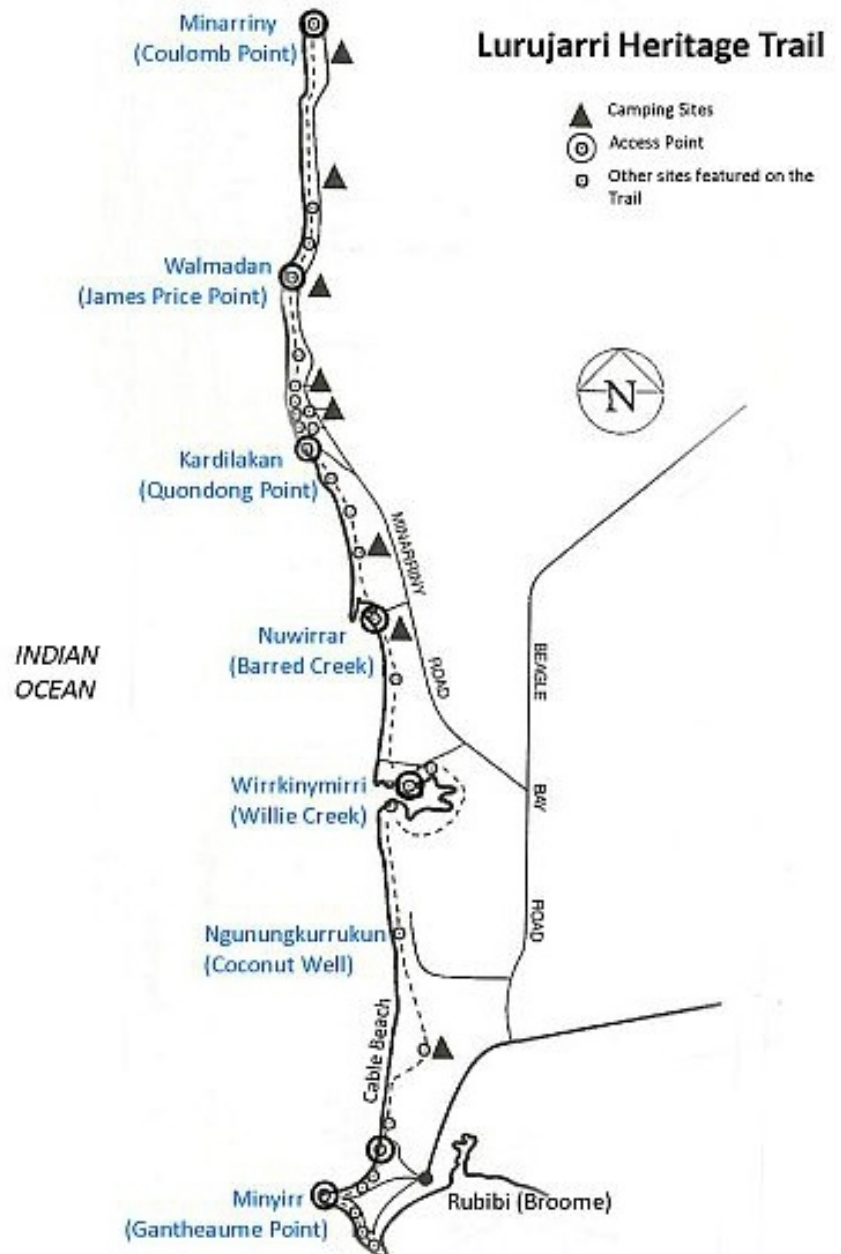 Lurujarri Heritage Trail
Camping Sites
Access Point
Other sites featured on the
Trail
Minarriny
(Coulomb Point)
Walmadan
(James Price Point)
N
Kardilakan
(Quondong Point)
MINARRINY
ROAD
Nuwirrar
(Barred Creek)
INDIAN
OCEAN
BEAGLE
BAY
ROAD
Wirrkinymirri
(Willie Creek)
Ngunungkurrukun
(Coconut Well)
Cable Beach
Minyirr
(Gantheaume Point)
Rubibi (Broome)